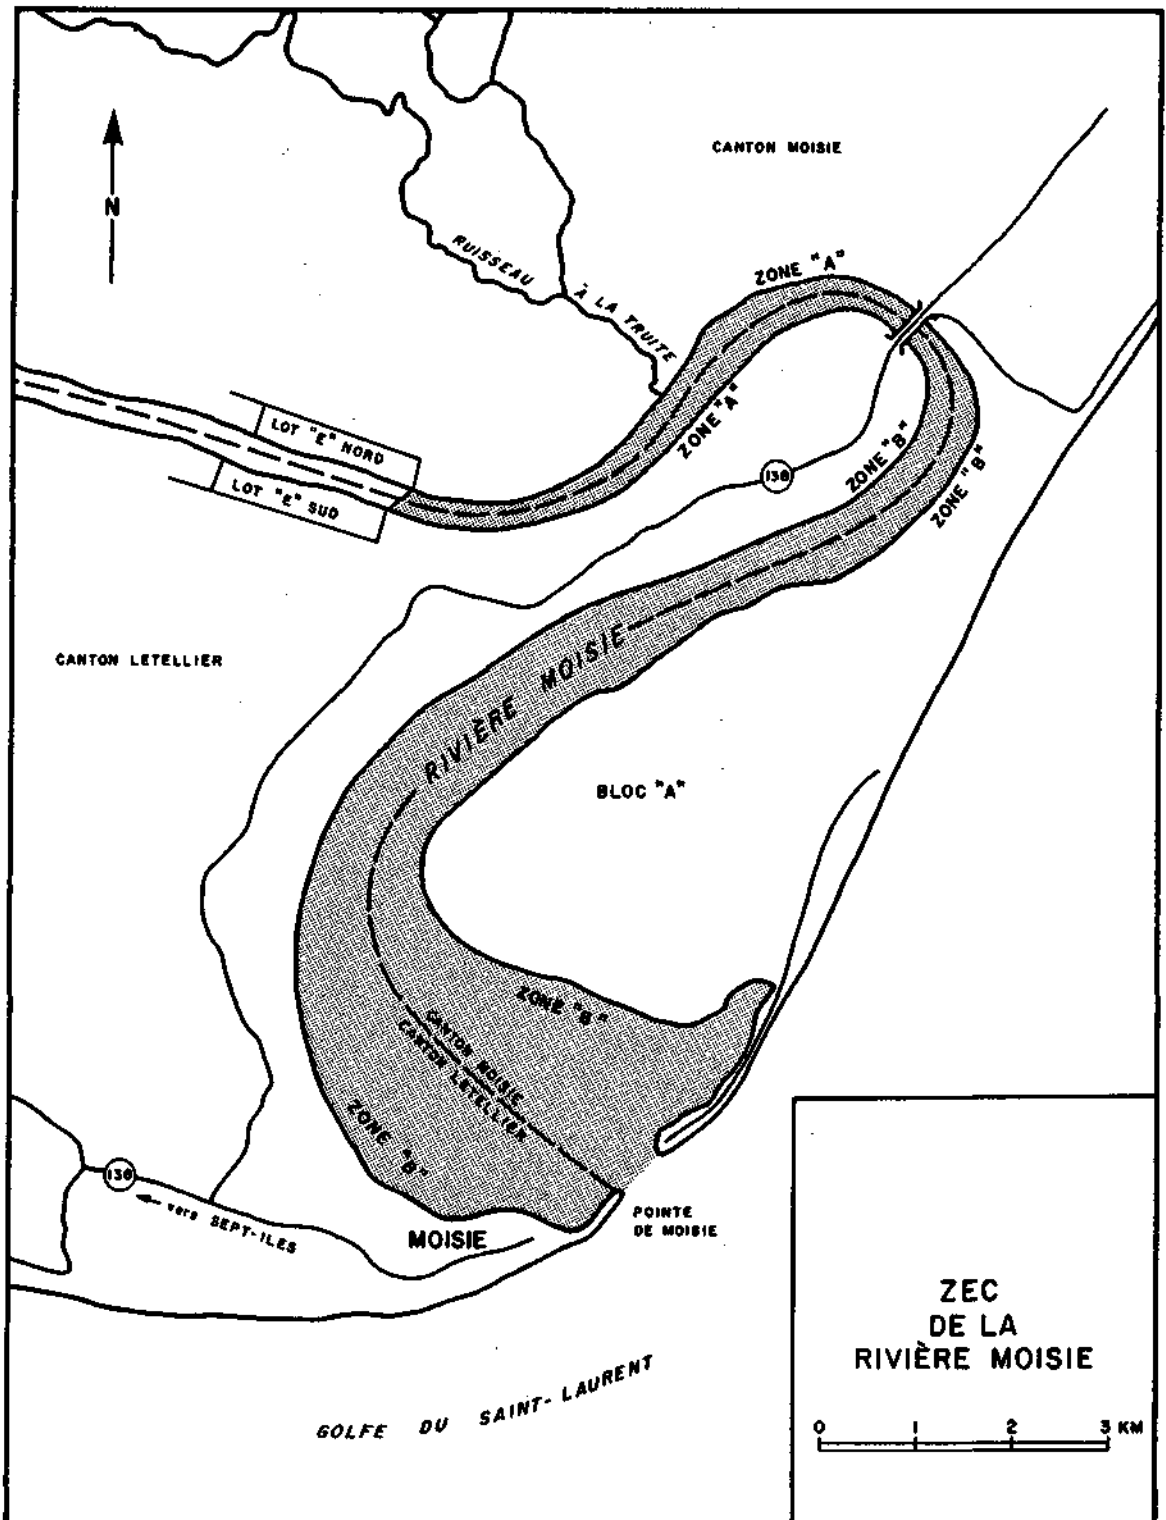 CANTON MOISIE
N
RUISSEAU À LA TRUITE
ZONE "A"
ZONE "A"
LOT "E" NORD
LOT "E" SUD
138
ZONE "B"
ZONE "B"
CANTON LETELLIER
RIVIÈRE MOISIE
BLOC "A"
ZONE "B"
CANTON MOISIE
CANTON LETELLIER
ZONE "B"
138
vers SEPT-ILES
MOISIE
POINTE
DE MOISIE
GOLFE DU SAINT-LAURENT
ZEC
DE LA
RIVIÈRE MOISIE
0 1 2 3 KM